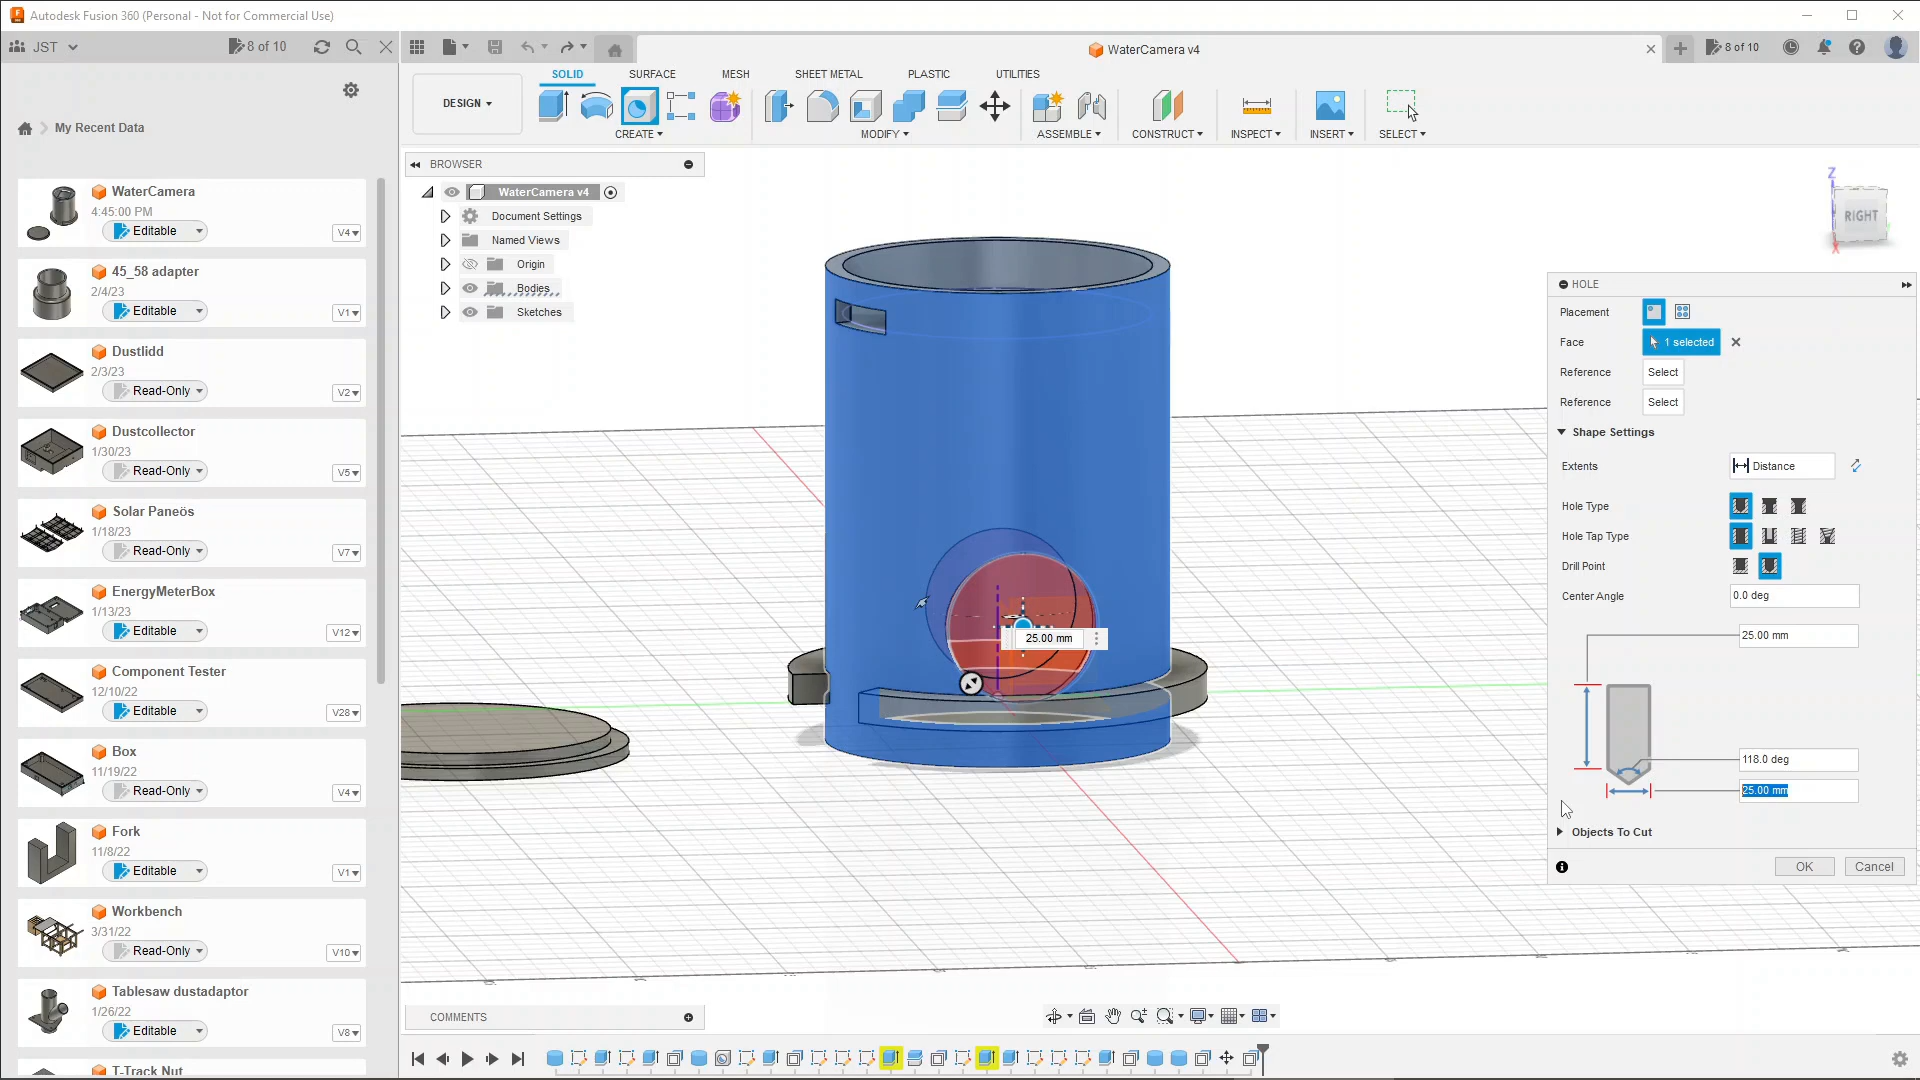 Autodesk Fusion 360 (Personal - Not for Commercial Use)
JST
8 of 10
WaterCamera v4
8 of 10
SOLID
SURFACE
MESH
SHEET METAL
PLASTIC
UTILITIES
DESIGN
CREATE
MODIFY
ASSEMBLE
CONSTRUCT
INSPECT
INSERT
SELECT
My Recent Data
WaterCamera
4:45:00 PM
Editable
V4
45_58 adapter
2/4/23
Editable
V1
Dustlidd
2/3/23
Read-Only
V2
Dustcollector
1/30/23
Read-Only
V5
Solar Paneös
1/18/23
Read-Only
V7
EnergyMeterBox
1/13/23
Editable
V12
Component Tester
12/10/22
Editable
V28
Box
11/19/22
Read-Only
V4
Fork
11/8/22
Editable
V1
Workbench
3/31/22
Read-Only
V10
Tablesaw dustadaptor
1/26/22
Editable
V8
T-Track Nut
BROWSER
WaterCamera v4
Document Settings
Named Views
Origin
Bodies
Sketches
Z
RIGHT
X
25.00 mm
HOLE
Placement
Face
1 selected
Reference
Select
Reference
Select
Shape Settings
Extents
Distance
Hole Type
Hole Tap Type
Drill Point
Center Angle
0.0 deg
25.00 mm
118.0 deg
25.00 mm
Objects To Cut
OK
Cancel
COMMENTS